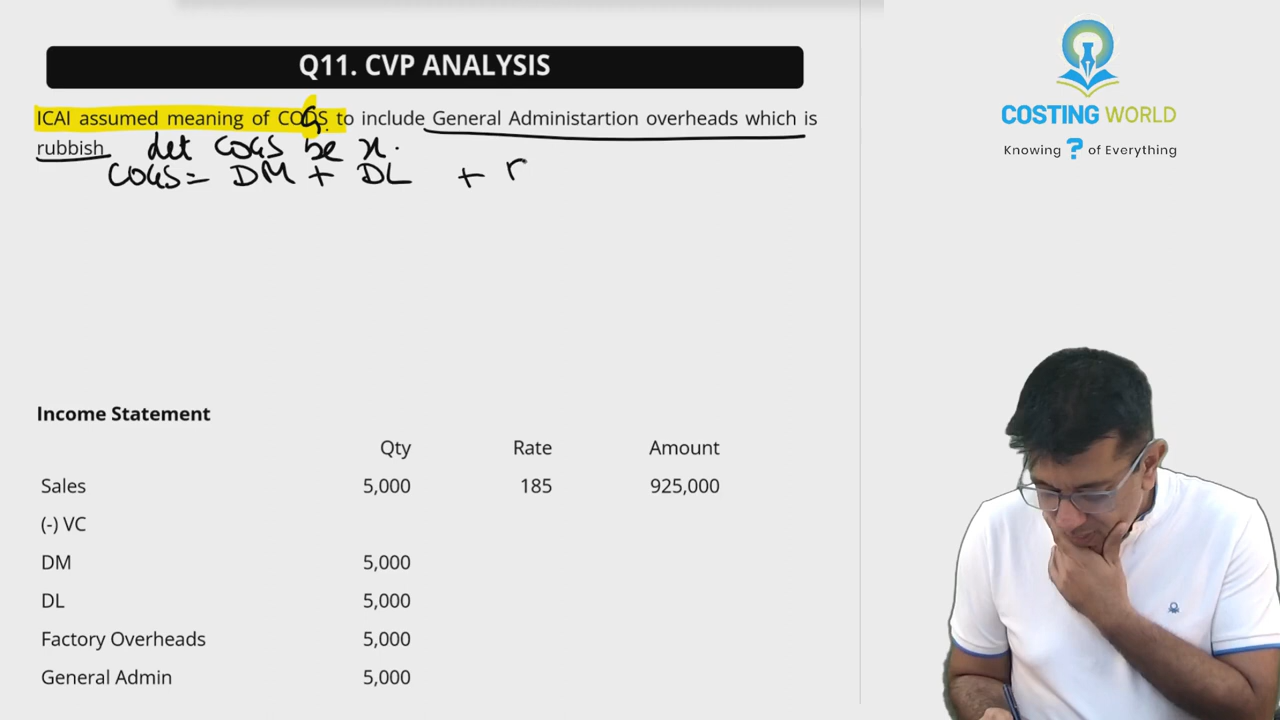 Q11. CVP ANALYSIS
ICAI assumed meaning of COGS to include General Administartion overheads which is
rubbish let COGS be x.
COGS = DM + DL + r
Income Statement
Qty Rate Amount
Sales 5,000 185 925,000
(-) VC
DM 5,000
DL 5,000
Factory Overheads 5,000
General Admin 5,000
COSTING WORLD
Knowing ? of Everything